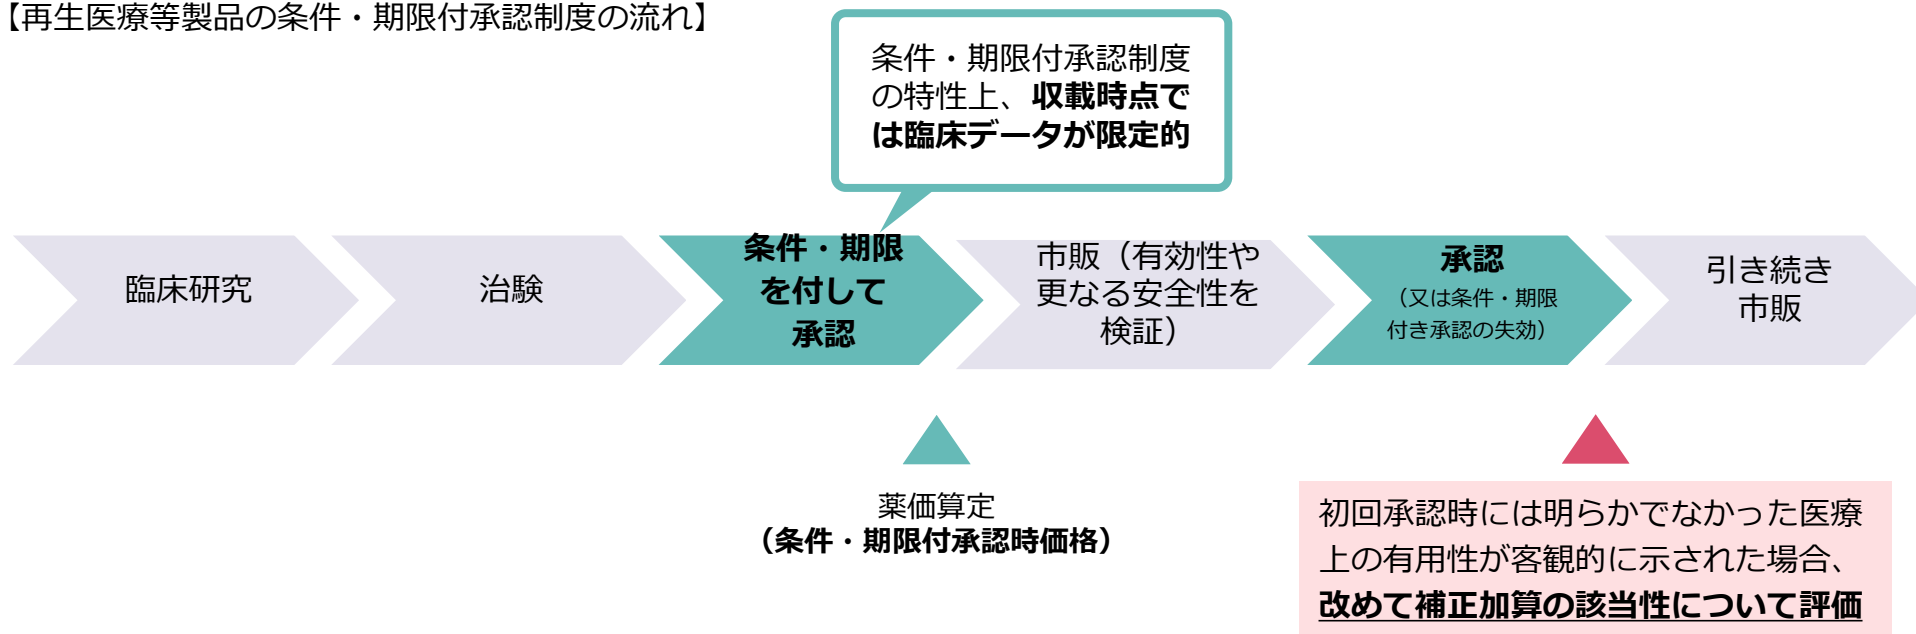 【再生医療等製品の条件・期限付承認制度の流れ】
条件・期限付承認制度
の特性上、収載時点で
は臨床データが限定的
臨床研究
治験
条件・期限
を付して
承認
市販（有効性や
更なる安全性を
検証）
承認
（又は条件・期限
付き承認の失効）
引き続き
市販
薬価算定
（条件・期限付承認時価格）
初回承認時には明らかでなかった医療
上の有用性が客観的に示された場合、
改めて補正加算の該当性について評価